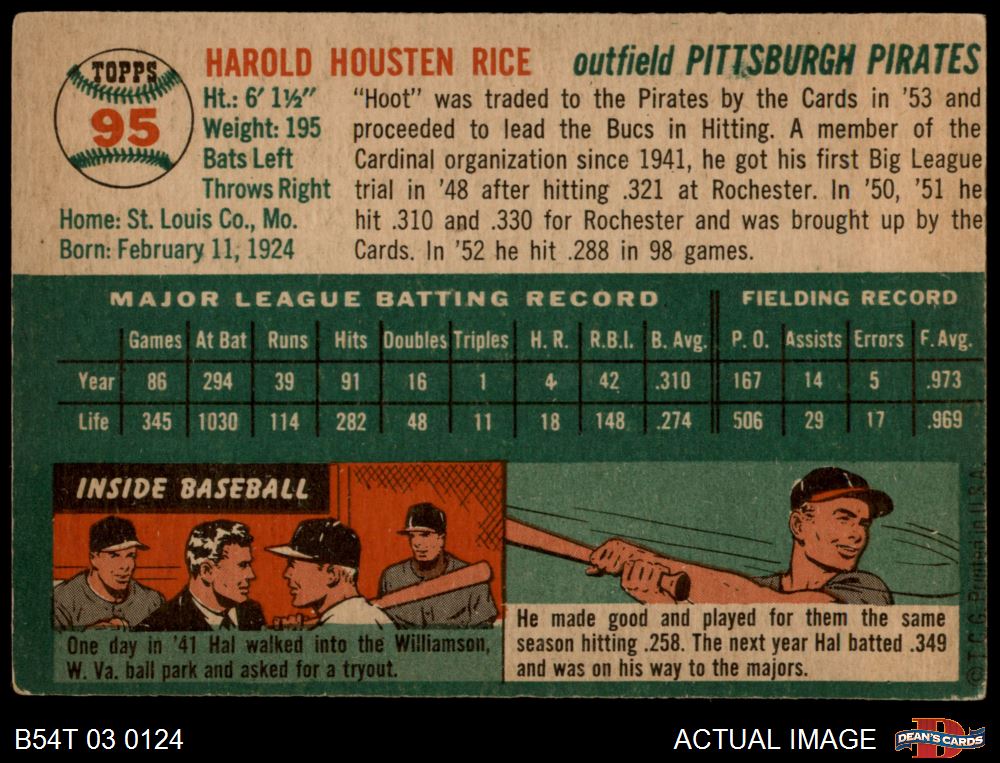 TOPPS
95
HAROLD HOUSTEN RICE outfield PITTSBURGH PIRATES
Ht.: 6' 1½"
Weight: 195
Bats Left
Throws Right
Home: St. Louis Co., Mo.
Born: February 11, 1924
"Hoot" was traded to the Pirates by the Cards in '53 and
proceeded to lead the Bucs in Hitting. A member of the
Cardinal organization since 1941, he got his first Big League
trial in '48 after hitting .321 at Rochester. In '50, '51 he
hit .310 and .330 for Rochester and was brought up by the
Cards. In '52 he hit .288 in 98 games.
MAJOR LEAGUE BATTING RECORD FIELDING RECORD
Games At Bat Runs Hits Doubles Triples H. R. R.B.I. B. Avg. P. O. Assists Errors F. Avg.
Year 86 294 39 91 16 1 4 42 .310 167 14 5 .973
Life 345 1030 114 282 48 11 18 148 .274 506 29 17 .969
INSIDE BASEBALL
One day in '41 Hal walked into the Williamson,
W. Va. ball park and asked for a tryout.
He made good and played for them the same
season hitting .258. The next year Hal batted .349
and was on his way to the majors.
© T.C.G. Printed in U.S.A.
B54T 03 0124 ACTUAL IMAGE DEAN'S CARDS
www.DeansCards.com